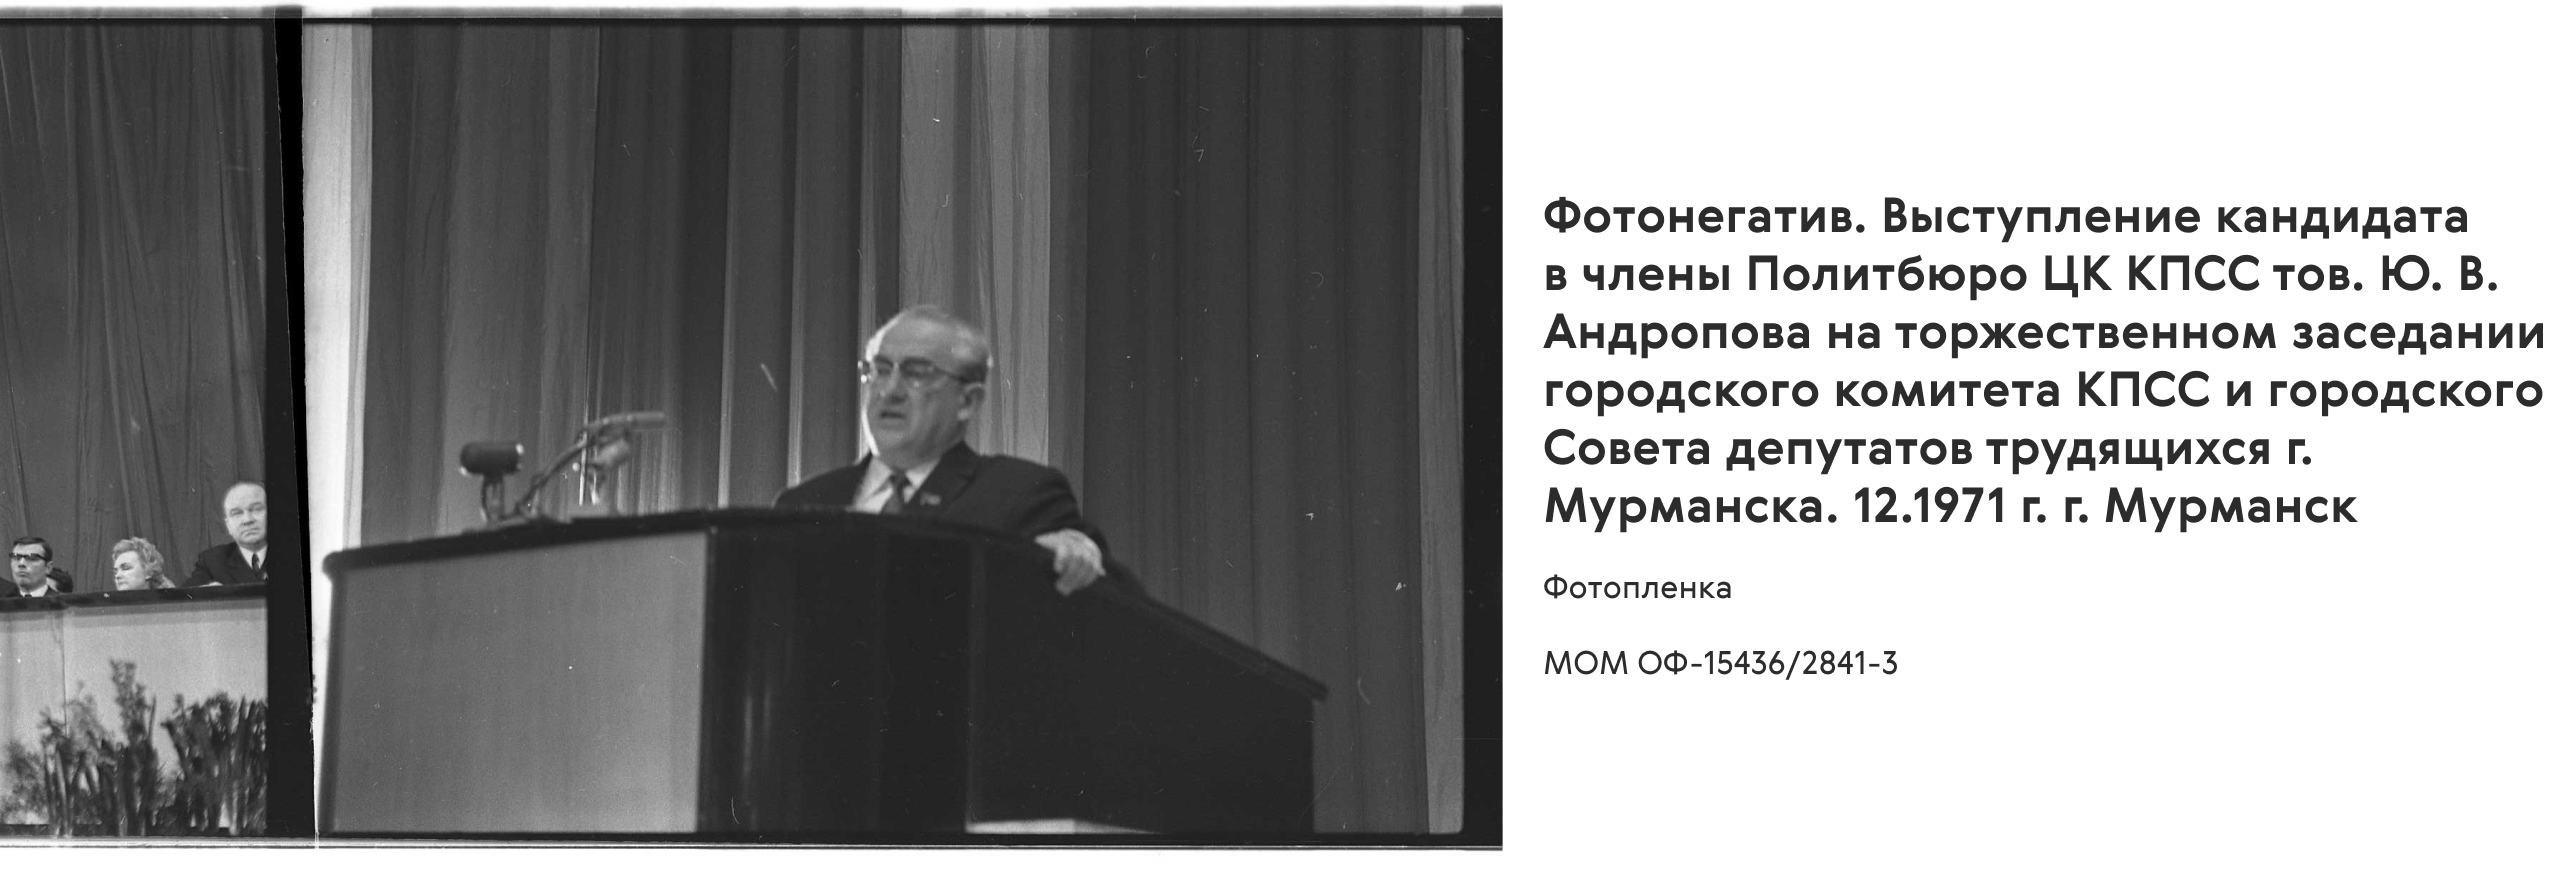 Фотонегатив. Выступление кандидата
в члены Политбюро ЦК КПСС тов. Ю. В.
Андропова на торжественном заседании
городского комитета КПСС и городского
Совета депутатов трудящихся г.
Мурманска. 12.1971 г. г. Мурманск
Фотопленка
МОМ ОФ-15436/2841-3